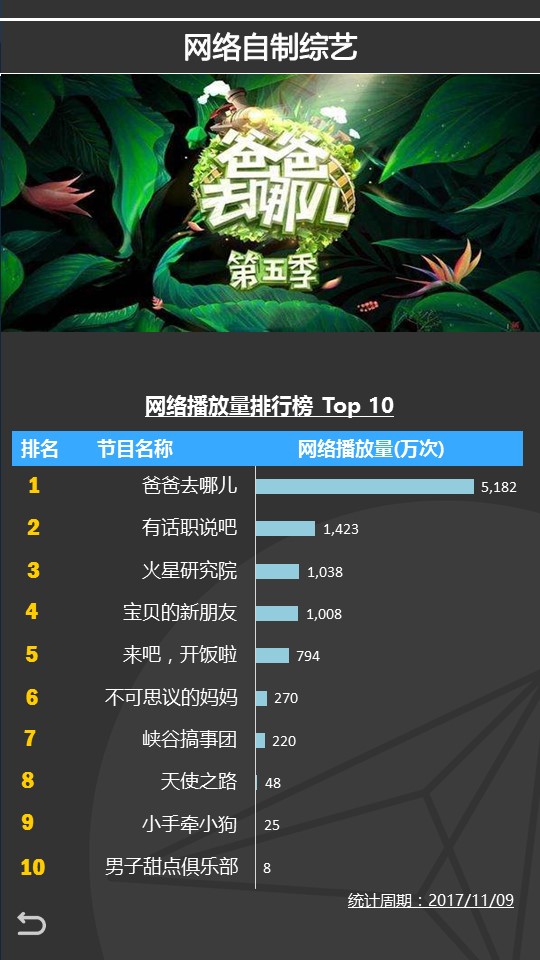 网络自制综艺
爸爸
去哪儿
第五季
网络播放量排行榜 Top 10
排名 节目名称 网络播放量(万次)
1 爸爸去哪儿 5,182
2 有话职说吧 1,423
3 火星研究院 1,038
4 宝贝的新朋友 1,008
5 来吧，开饭啦 794
6 不可思议的妈妈 270
7 峡谷搞事团 220
8 天使之路 48
9 小手牵小狗 25
10 男子甜点俱乐部 8
统计周期：2017/11/09